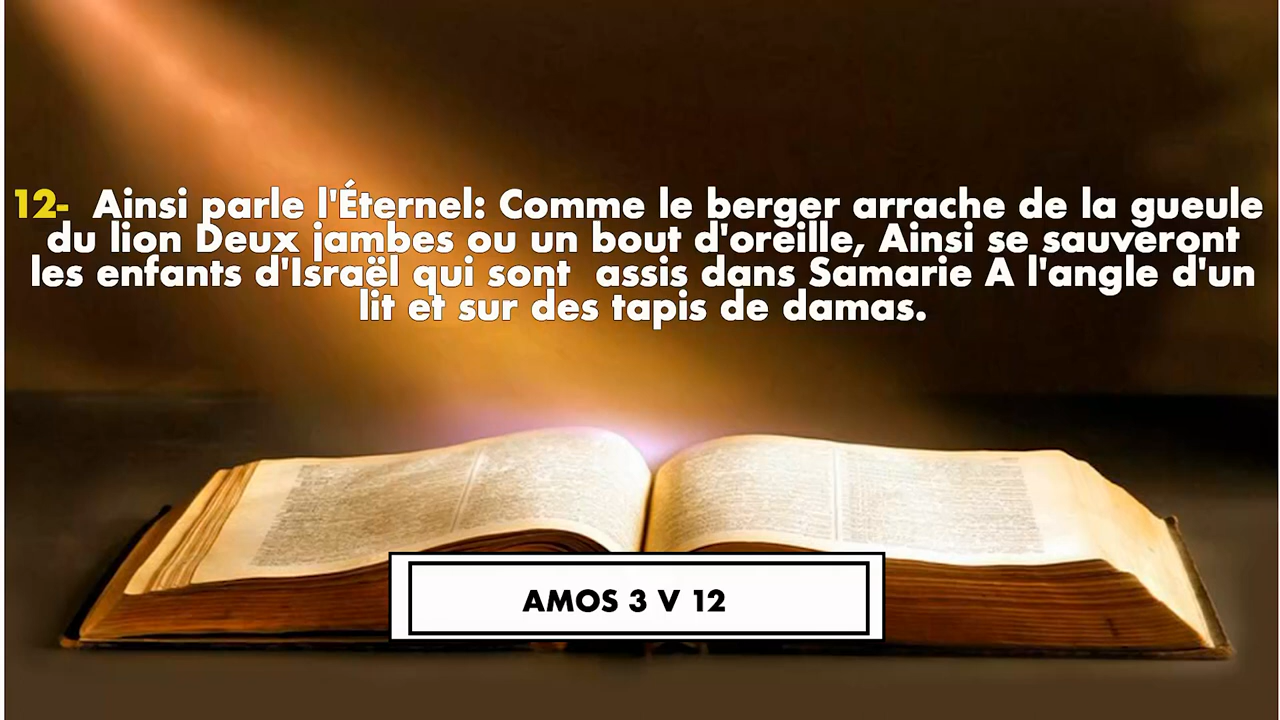 12- Ainsi parle l'Éternel: Comme le berger arrache de la gueule
du lion Deux jambes ou un bout d'oreille, Ainsi se sauveront
les enfants d'Israël qui sont assis dans Samarie A l'angle d'un
lit et sur des tapis de damas.
AMOS 3 V 12